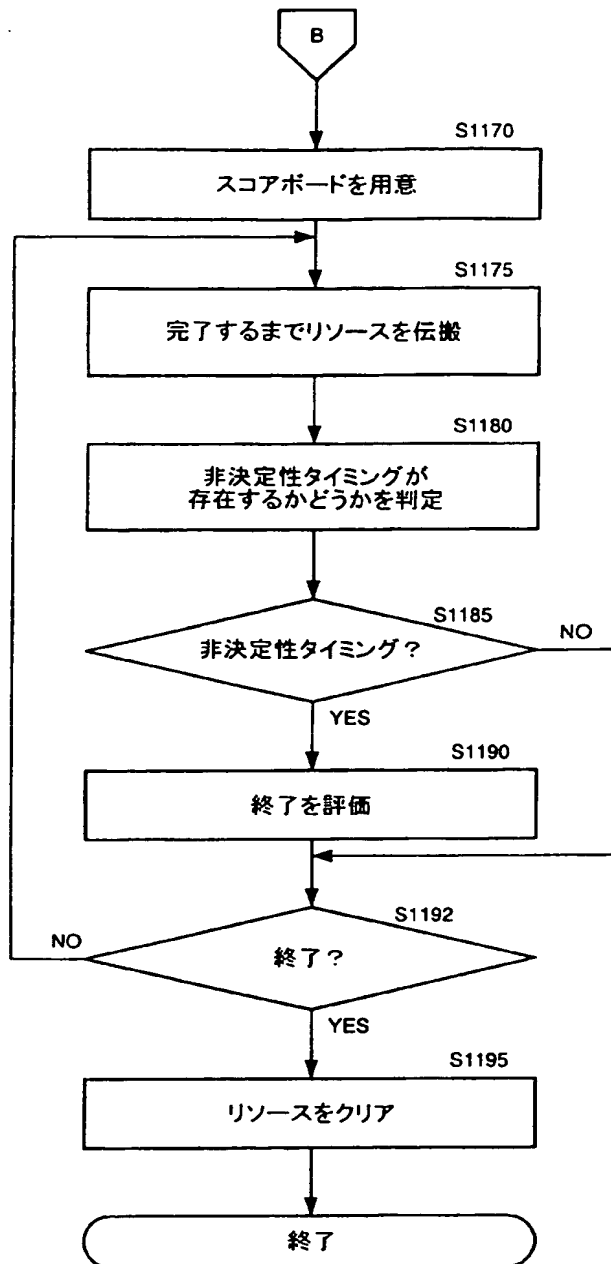 B
S1170
スコアボードを用意
S1175
完了するまでリソースを伝搬
S1180
非決定性タイミングが
存在するかどうかを判定
S1185
非決定性タイミング？
NO
YES
S1190
終了を評価
S1192
NO
終了？
YES
S1195
リソースをクリア
終了